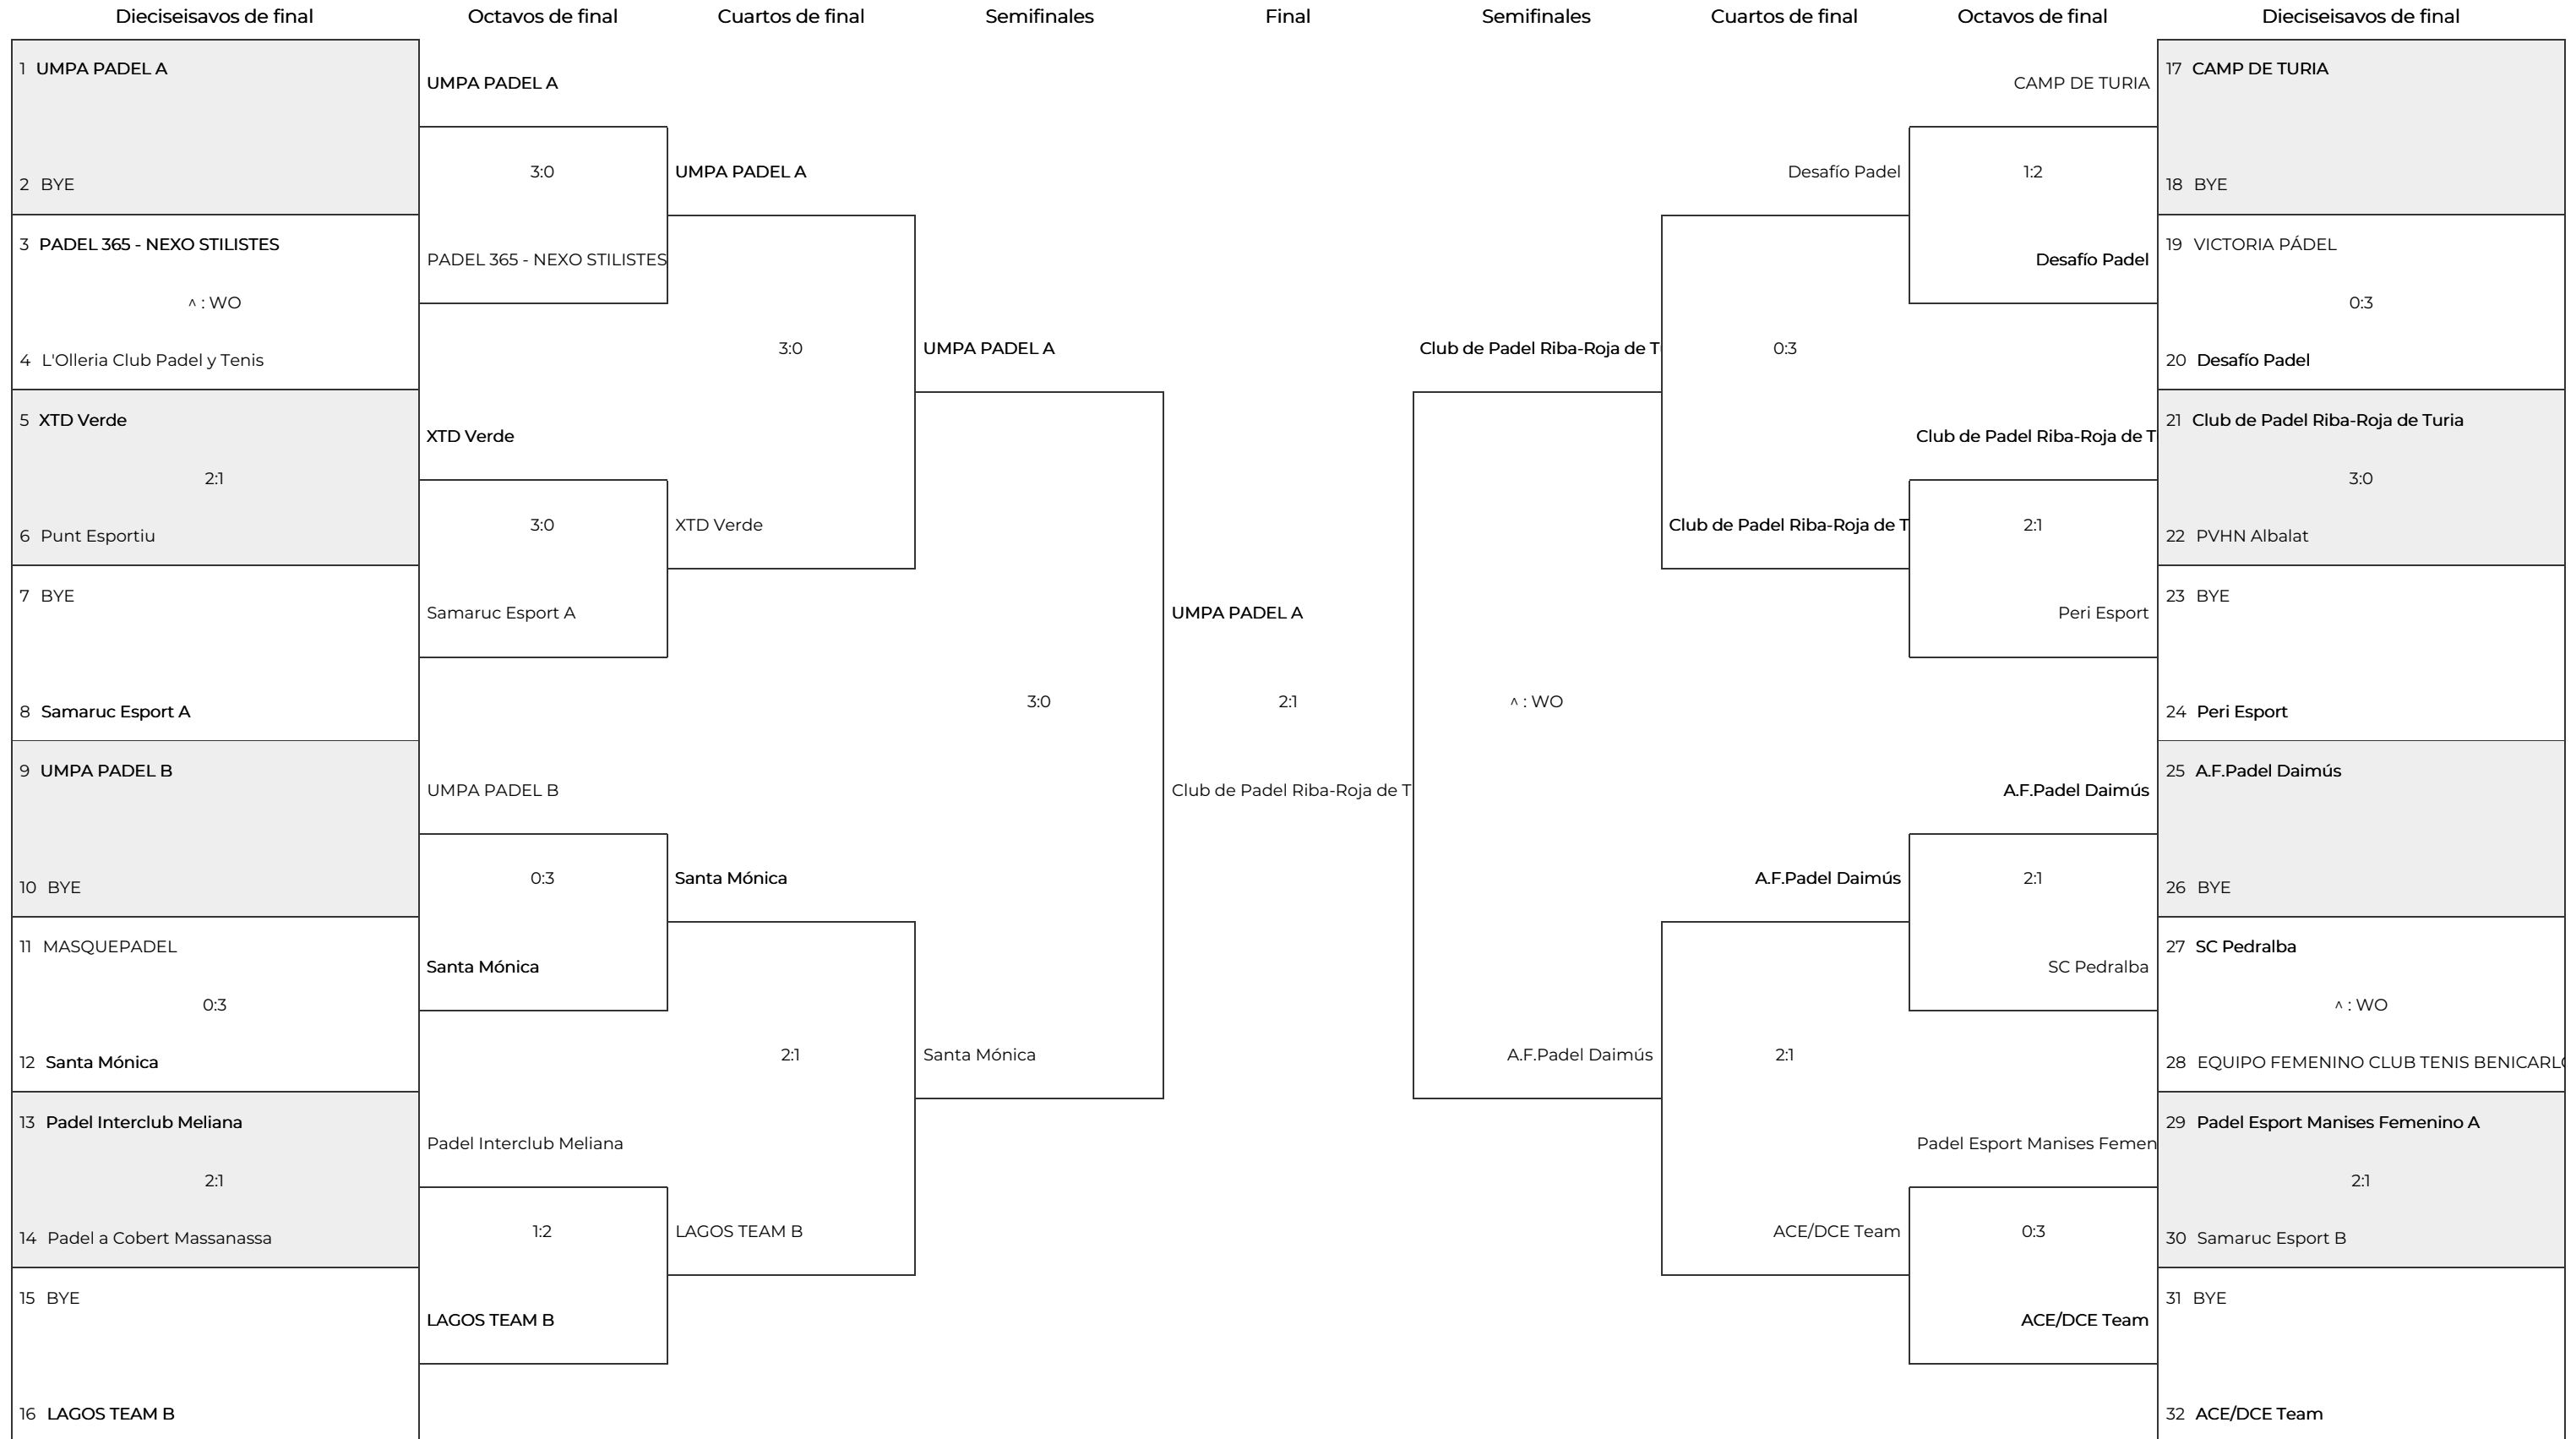 Dieciseisavos de final
Octavos de final
Cuartos de final
Semifinales
Final
Semifinales
Cuartos de final
Octavos de final
Dieciseisavos de final
1 UMPA PADEL A
2 BYE
3 PADEL 365 - NEXO STILISTES
^ : WO
4 L'Olleria Club Padel y Tenis
5 XTD Verde
2:1
6 Punt Esportiu
7 BYE
8 Samaruc Esport A
9 UMPA PADEL B
10 BYE
11 MASQUEPADEL
0:3
12 Santa Mónica
13 Padel Interclub Meliana
2:1
14 Padel a Cobert Massanassa
15 BYE
16 LAGOS TEAM B
UMPA PADEL A
3:0
PADEL 365 - NEXO STILISTES
XTD Verde
3:0
Samaruc Esport A
UMPA PADEL B
0:3
Santa Mónica
Padel Interclub Meliana
1:2
LAGOS TEAM B
UMPA PADEL A
3:0
XTD Verde
Santa Mónica
2:1
LAGOS TEAM B
UMPA PADEL A
3:0
Santa Mónica
UMPA PADEL A
2:1
Club de Padel Riba-Roja de T
Club de Padel Riba-Roja de T
^ : WO
A.F.Padel Daimús
Desafío Padel
0:3
Club de Padel Riba-Roja de T
A.F.Padel Daimús
2:1
ACE/DCE Team
CAMP DE TURIA
1:2
Desafío Padel
Club de Padel Riba-Roja de T
2:1
Peri Esport
A.F.Padel Daimús
2:1
SC Pedralba
Padel Esport Manises Femen
0:3
ACE/DCE Team
17 CAMP DE TURIA
18 BYE
19 VICTORIA PÁDEL
0:3
20 Desafío Padel
21 Club de Padel Riba-Roja de Turia
3:0
22 PVHN Albalat
23 BYE
24 Peri Esport
25 A.F.Padel Daimús
26 BYE
27 SC Pedralba
^ : WO
28 EQUIPO FEMENINO CLUB TENIS BENICARLO
29 Padel Esport Manises Femenino A
2:1
30 Samaruc Esport B
31 BYE
32 ACE/DCE Team